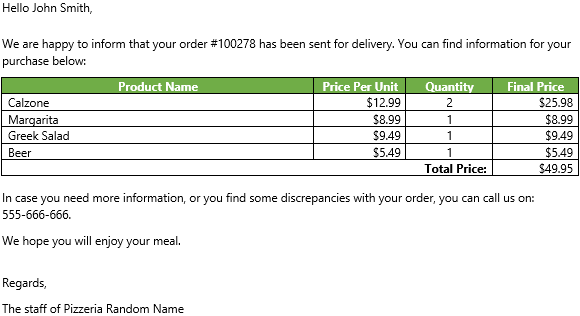 Hello John Smith,
We are happy to inform that your order #100278 has been sent for delivery. You can find information for your
purchase below:
Product Name Price Per Unit Quantity Final Price
Calzone $12.99 2 $25.98
Margarita $8.99 1 $8.99
Greek Salad $9.49 1 $9.49
Beer $5.49 1 $5.49
Total Price: $49.95
In case you need more information, or you find some discrepancies with your order, you can call us on:
555-666-666.
We hope you will enjoy your meal.
Regards,
The staff of Pizzeria Random Name